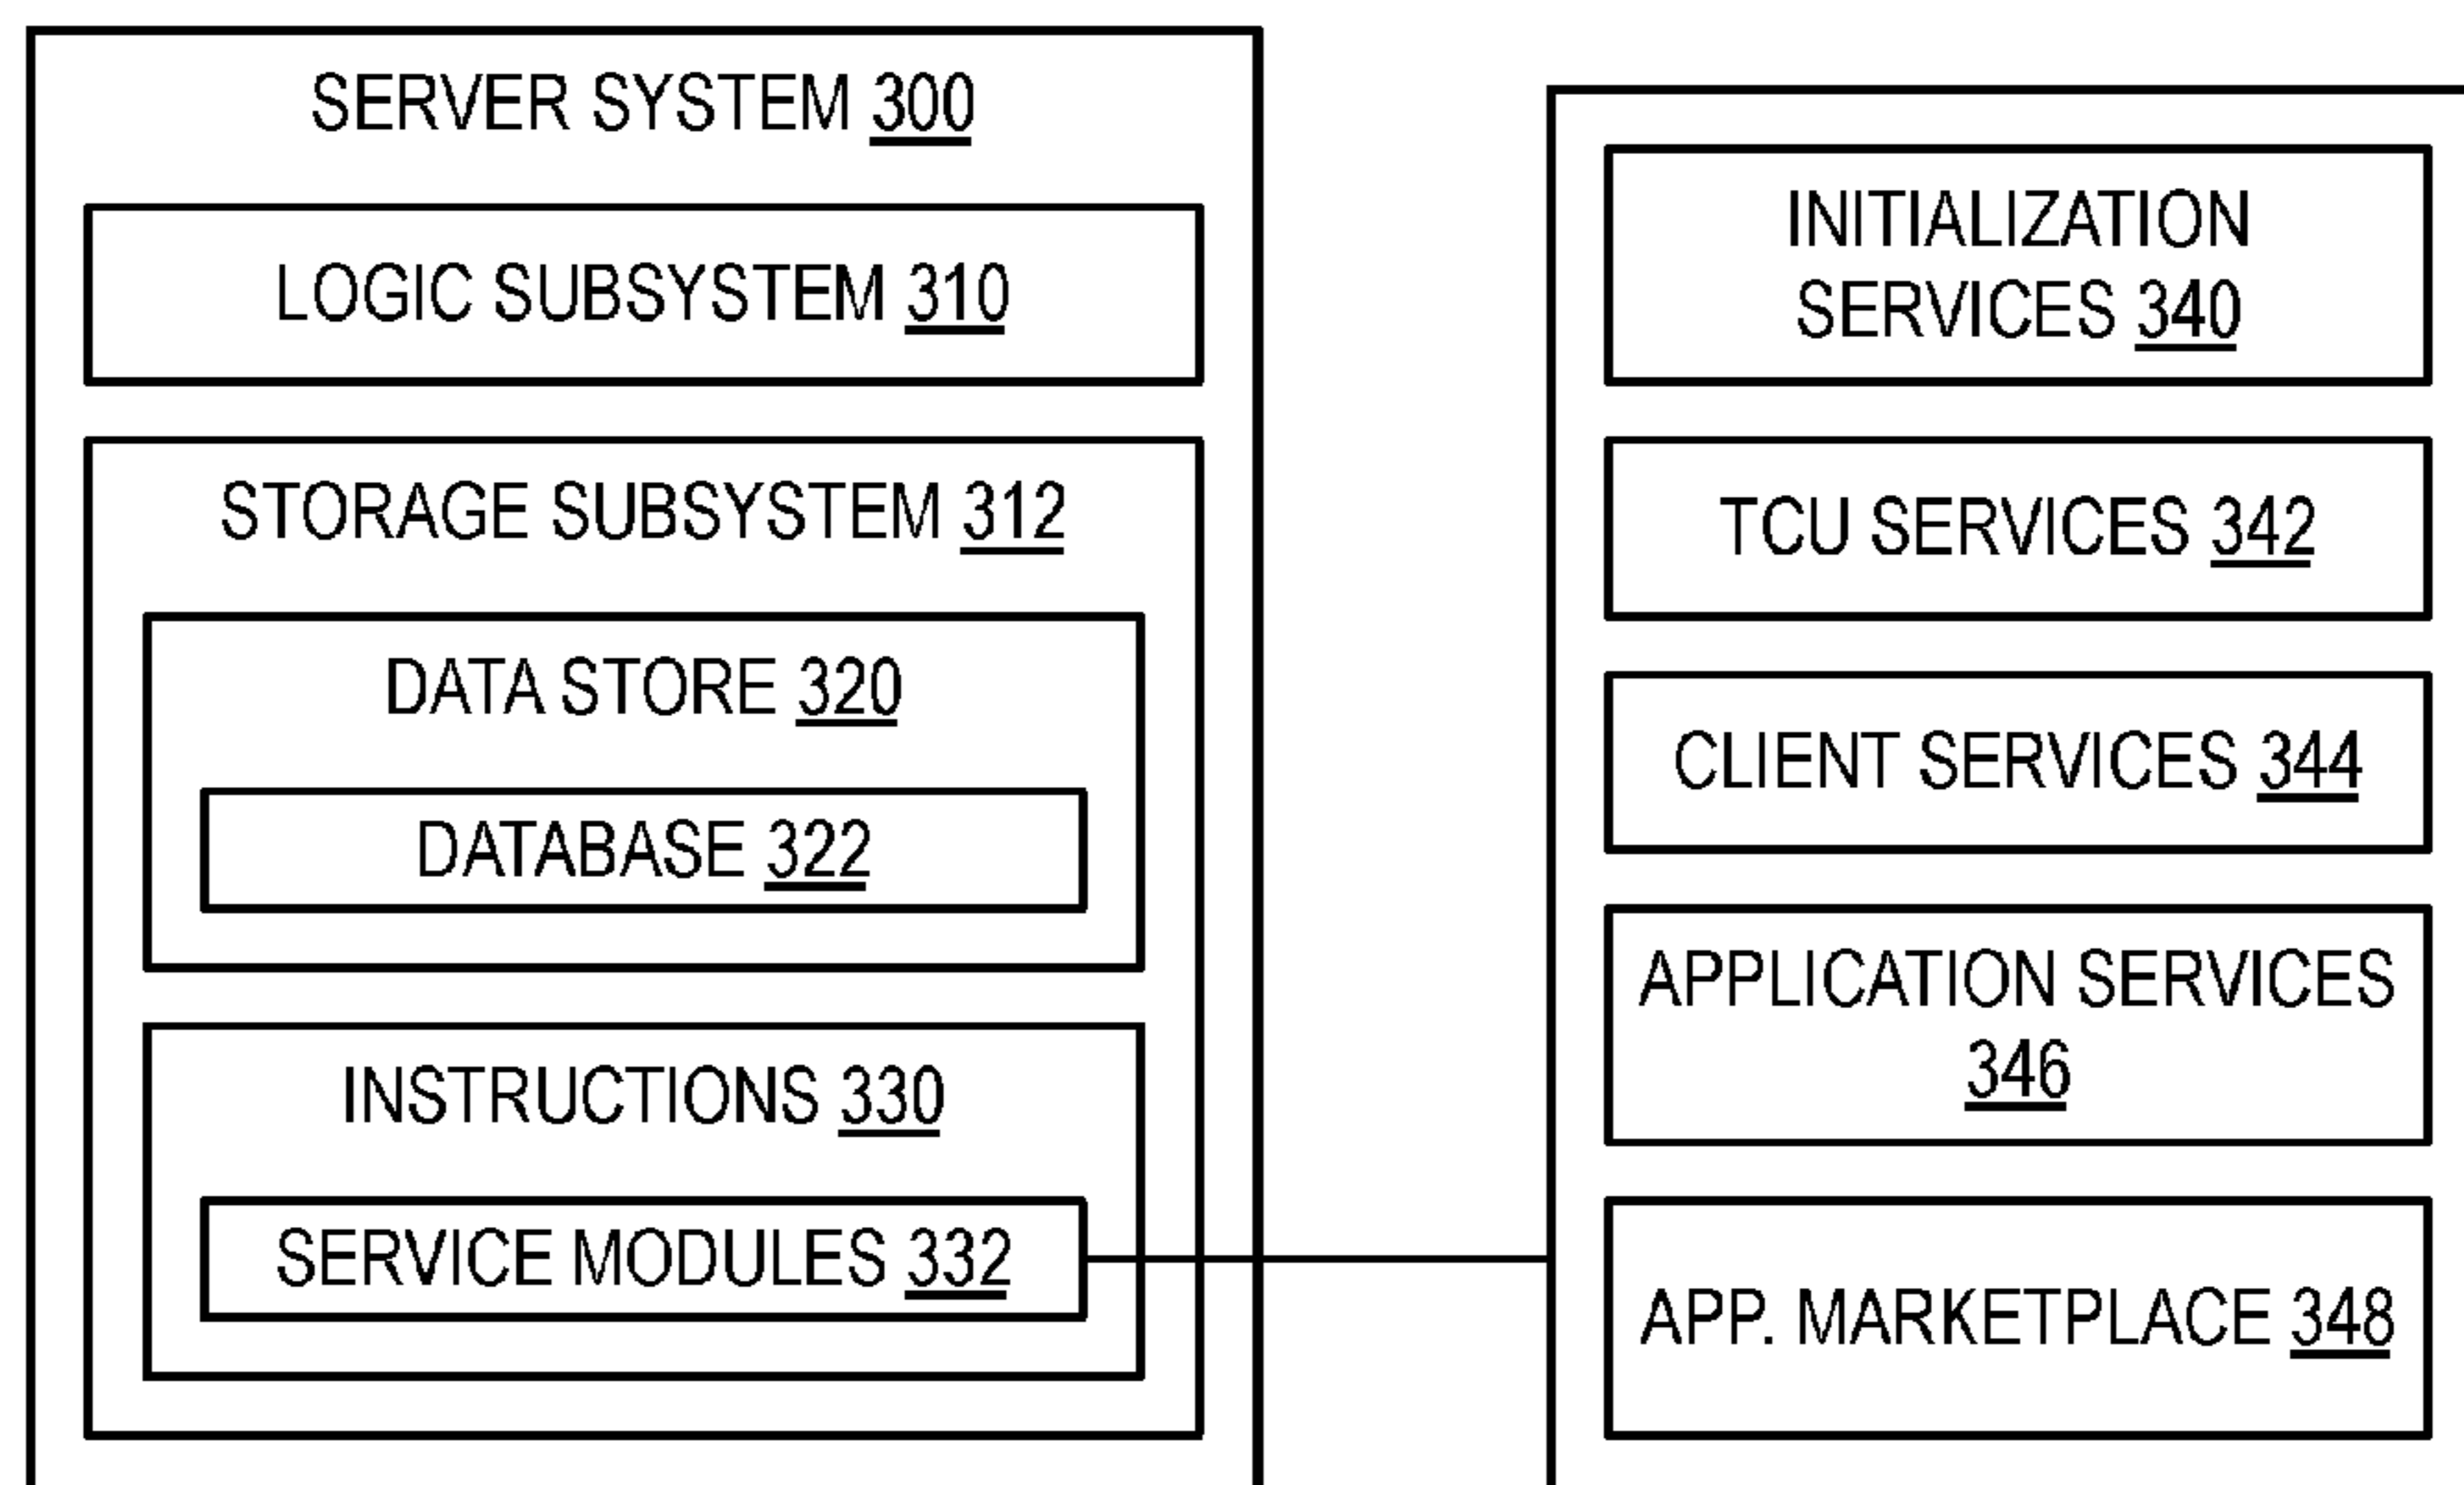 SERVER SYSTEM 300
LOGIC SUBSYSTEM 310
STORAGE SUBSYSTEM 312
DATA STORE 320
DATABASE 322
INSTRUCTIONS 330
SERVICE MODULES 332
INITIALIZATION
SERVICES 340
TCU SERVICES 342
CLIENT SERVICES 344
APPLICATION SERVICES
346
APP. MARKETPLACE 348